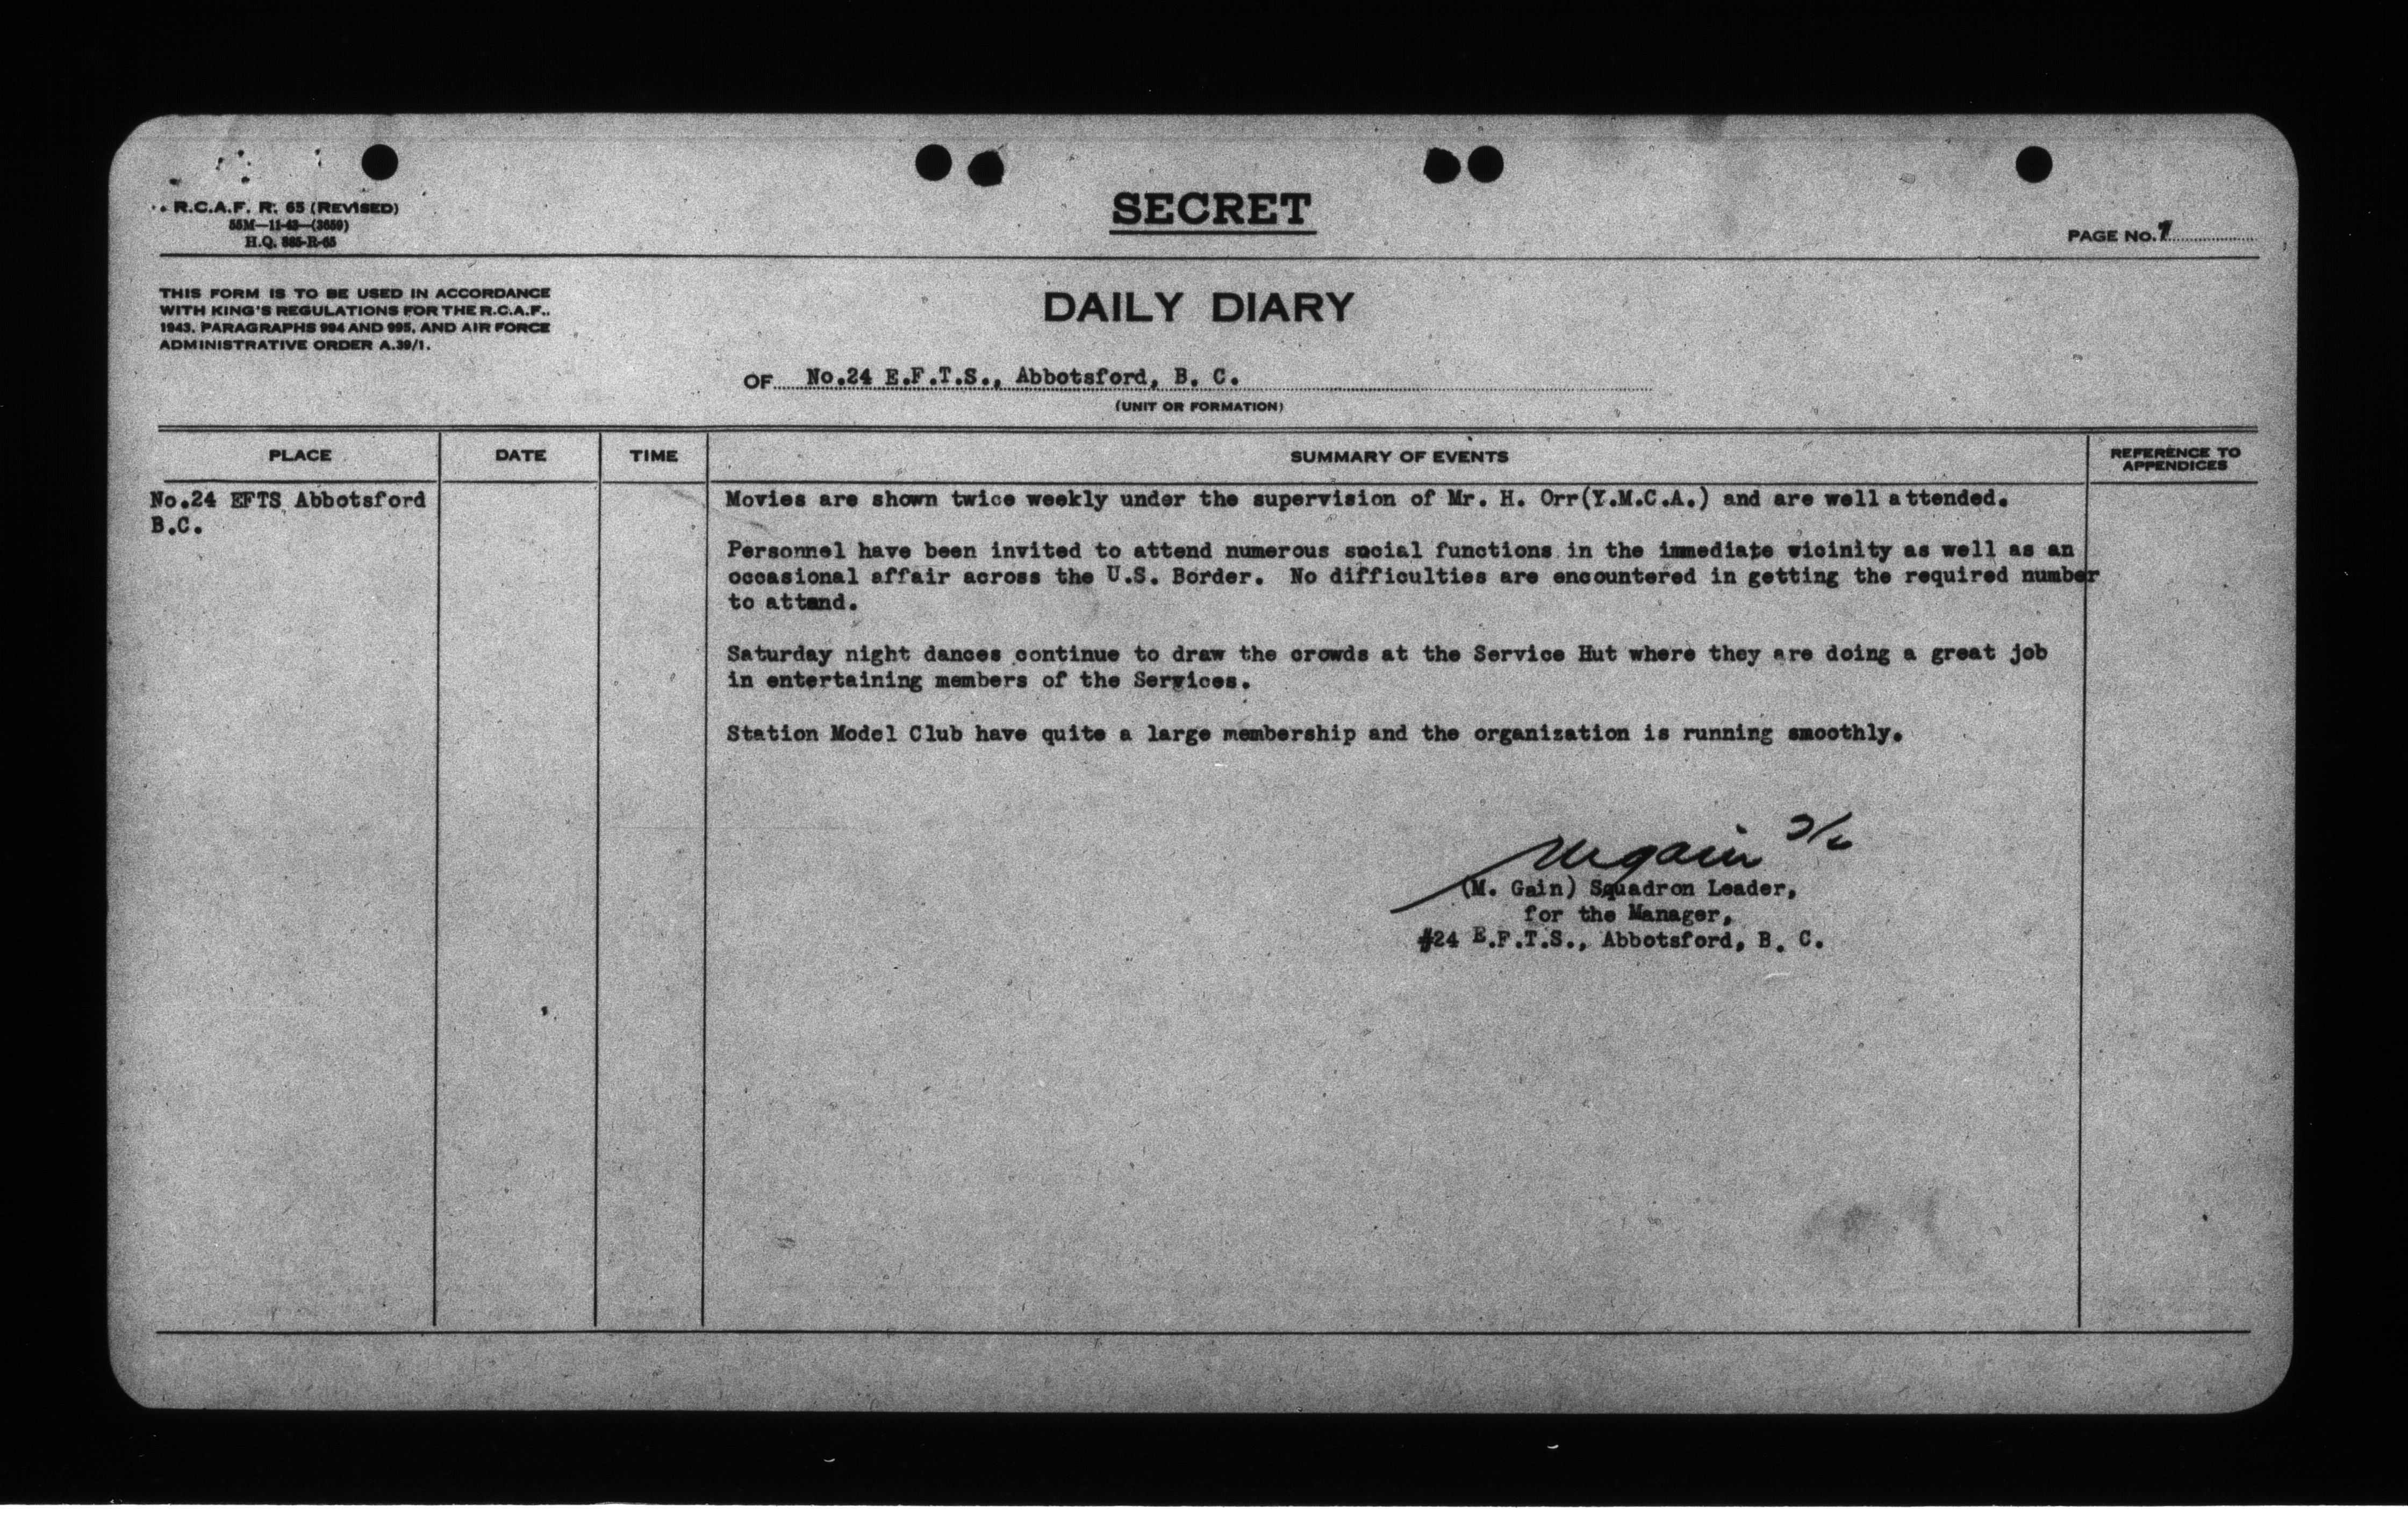 R.C.A.F. R. 65 (REVISED)
55M—11-43—(3659)
H.Q. 885-R-65
SECRET
PAGE No. 7
THIS FORM IS TO BE USED IN ACCORDANCE
WITH KING'S REGULATIONS FOR THE R.C.A.F.,
1943, PARAGRAPHS 994 AND 995, AND AIR FORCE
ADMINISTRATIVE ORDER A.39/1.
DAILY DIARY
OF No.24 E.F.T.S., Abbotsford, B. C.
(UNIT OR FORMATION)
PLACE DATE TIME SUMMARY OF EVENTS REFERENCE TO APPENDICES
No.24 EFTS Abbotsford
B.C.
Movies are shown twice weekly under the supervision of Mr. H. Orr(Y.M.C.A.) and are well attended.
Personnel have been invited to attend numerous social functions in the immediate vicinity as well as an
occasional affair across the U.S. Border. No difficulties are encountered in getting the required number
to attend.
Saturday night dances continue to draw the crowds at the Service Hut where they are doing a great job
in entertaining members of the Services.
Station Model Club have quite a large membership and the organization is running smoothly.
MGain S/L
(M. Gain) Squadron Leader,
for the Manager,
#24 E.F.T.S., Abbotsford, B. C.